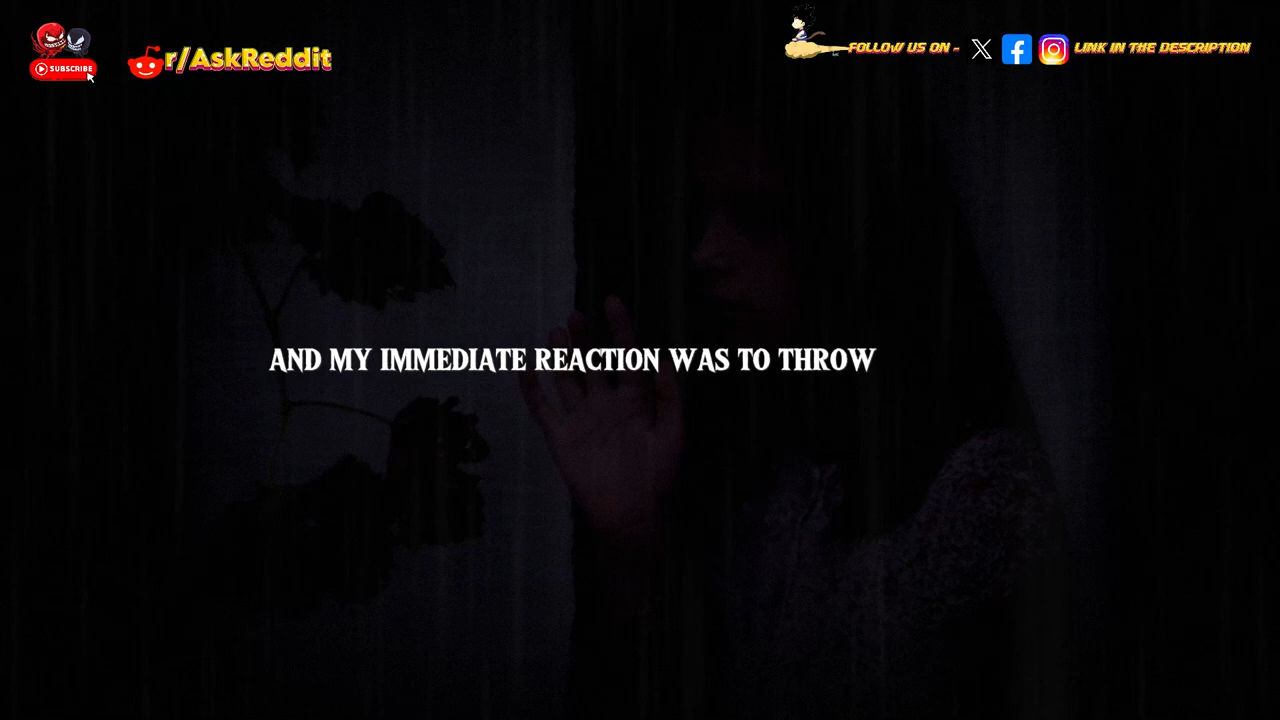 SUBSCRIBE
r/AskReddit
FOLLOW US ON -
LINK IN THE DESCRIPTION
AND MY IMMEDIATE REACTION WAS TO THROW